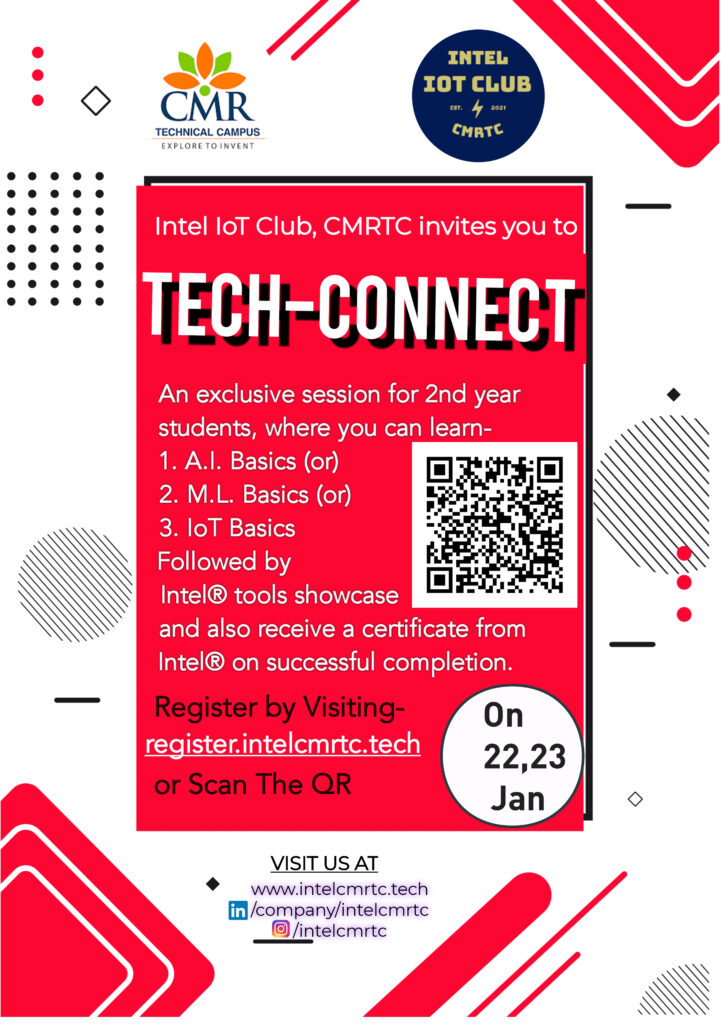 CMR
TECHNICAL CAMPUS
EXPLORE TO INVENT
INTEL
IOT CLUB
EST. 2021
CMRTC
Intel IoT Club, CMRTC invites you to
TECH-CONNECT
An exclusive session for 2nd year
students, where you can learn-
1. A.I. Basics (or)
2. M.L. Basics (or)
3. IoT Basics
Followed by
Intel® tools showcase
and also receive a certificate from
Intel® on successful completion.
Register by Visiting-
register.intelcmrtc.tech
or Scan The QR
On
22,23
Jan
VISIT US AT
www.intelcmrtc.tech
in/company/intelcmrtc
/intelcmrtc